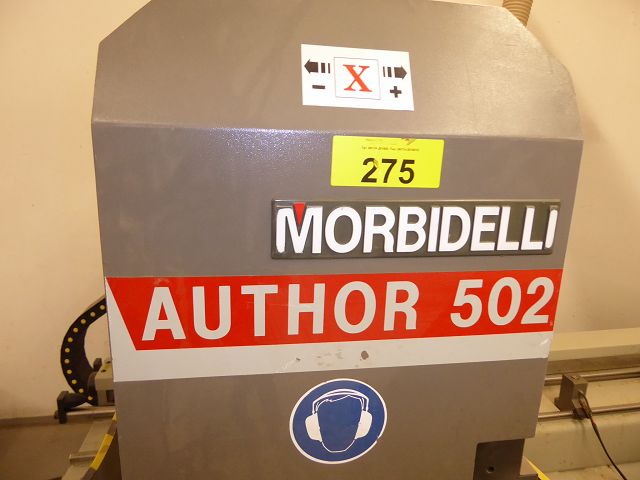 X
- +
275
MORBIDELLI
AUTHOR 502